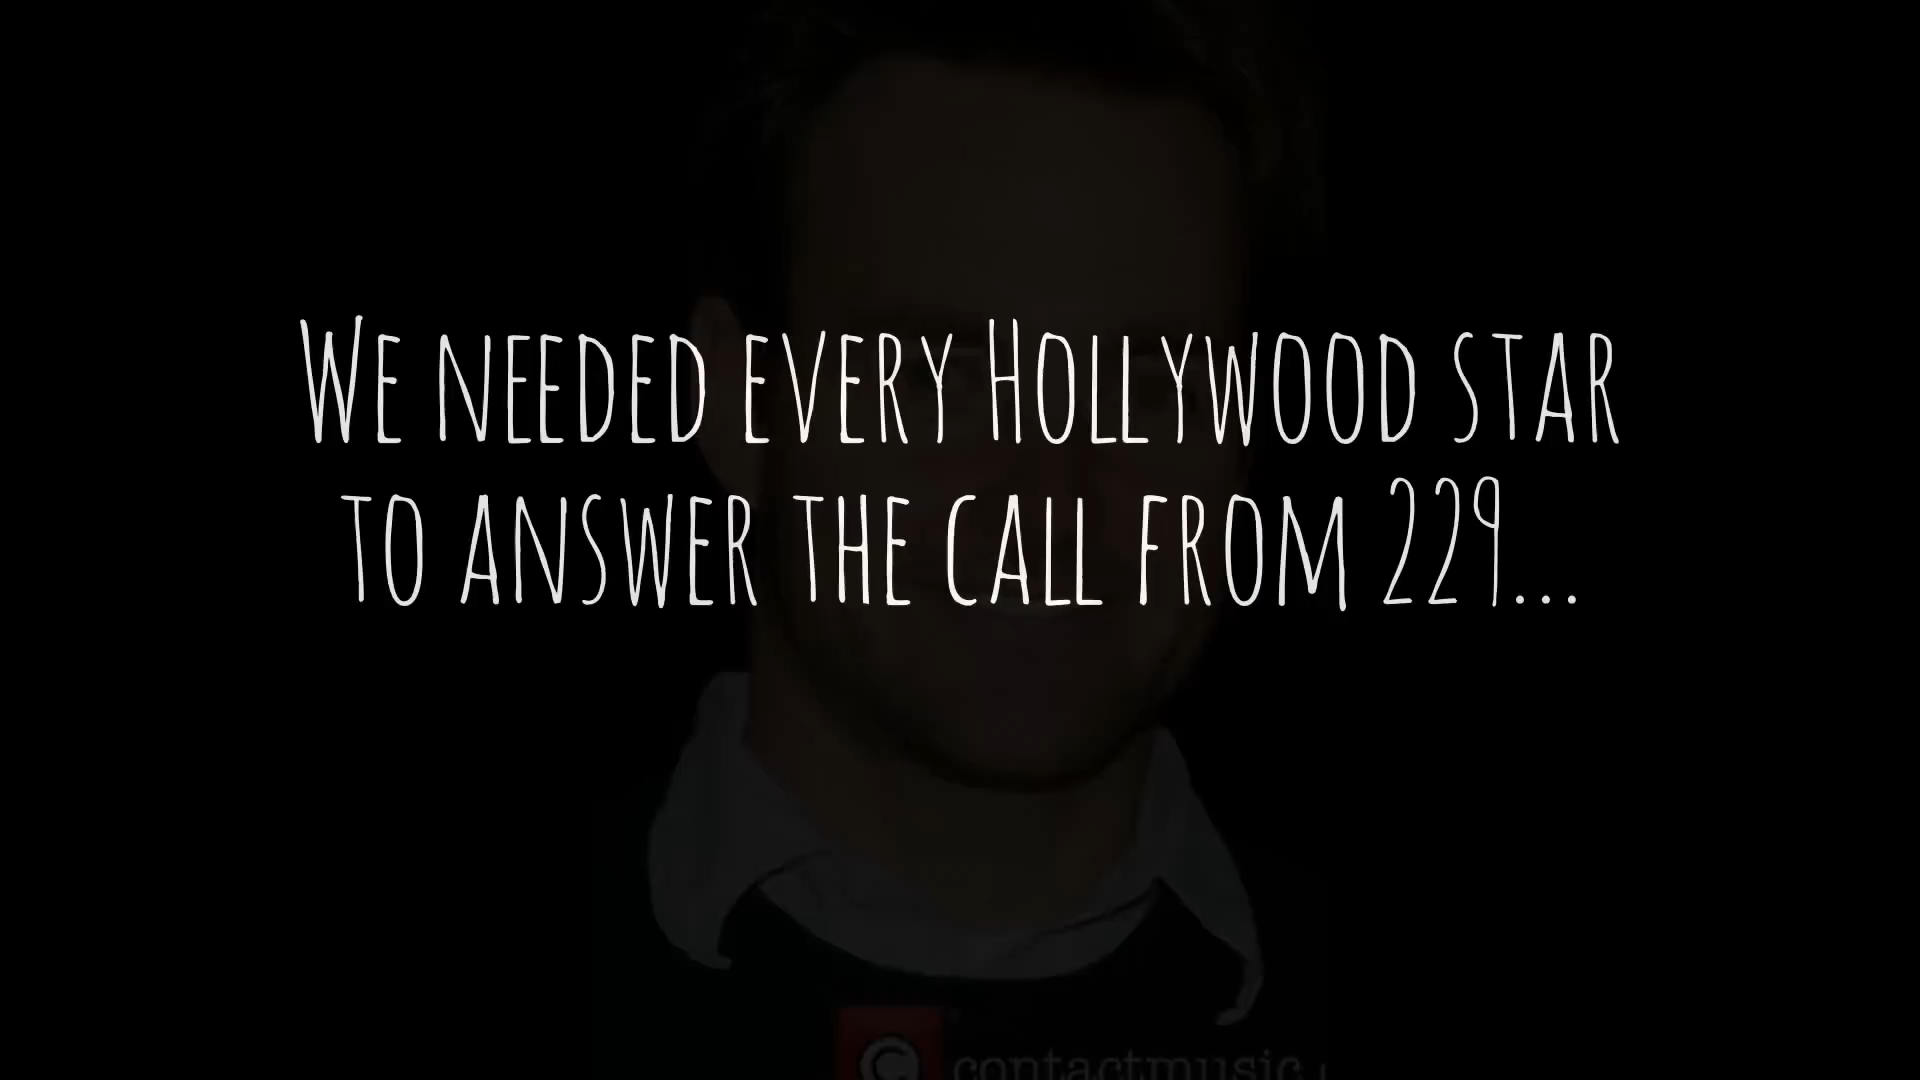 We needed every Hollywood star
to answer the call from 229...
C contactmusic